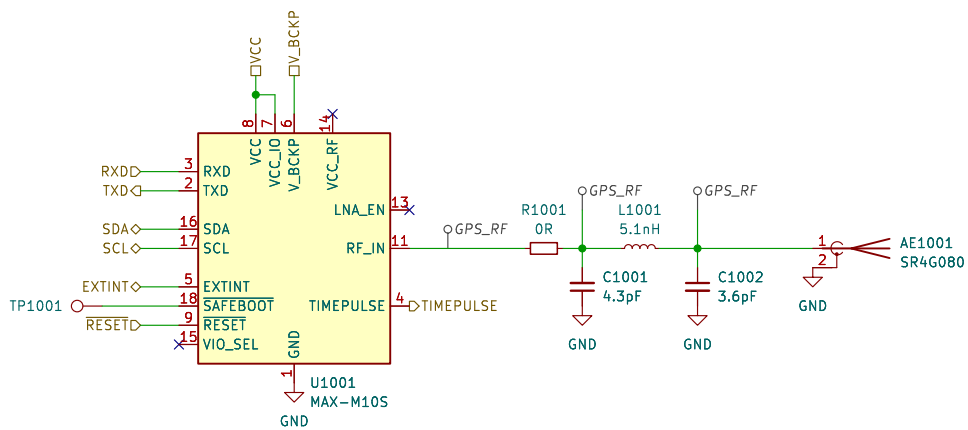 VCC
V_BCKP
8
7
6
14
VCC
VCC_IO
V_BCKP
VCC_RF
RXD 3 RXD
TXD 2 TXD
LNA_EN 13
SDA 16 SDA
SCL 17 SCL
RF_IN 11
GPS_RF
R1001
0R
GPS_RF
L1001
5.1nH
GPS_RF
C1001
4.3pF
GND
C1002
3.6pF
GND
1
2
AE1001
SR4G080
GND
EXTINT 5 EXTINT
TP1001 18 SAFEBOOT
TIMEPULSE 4 TIMEPULSE
RESET 9 RESET
15 VIO_SEL
GND
1
U1001
MAX-M10S
GND